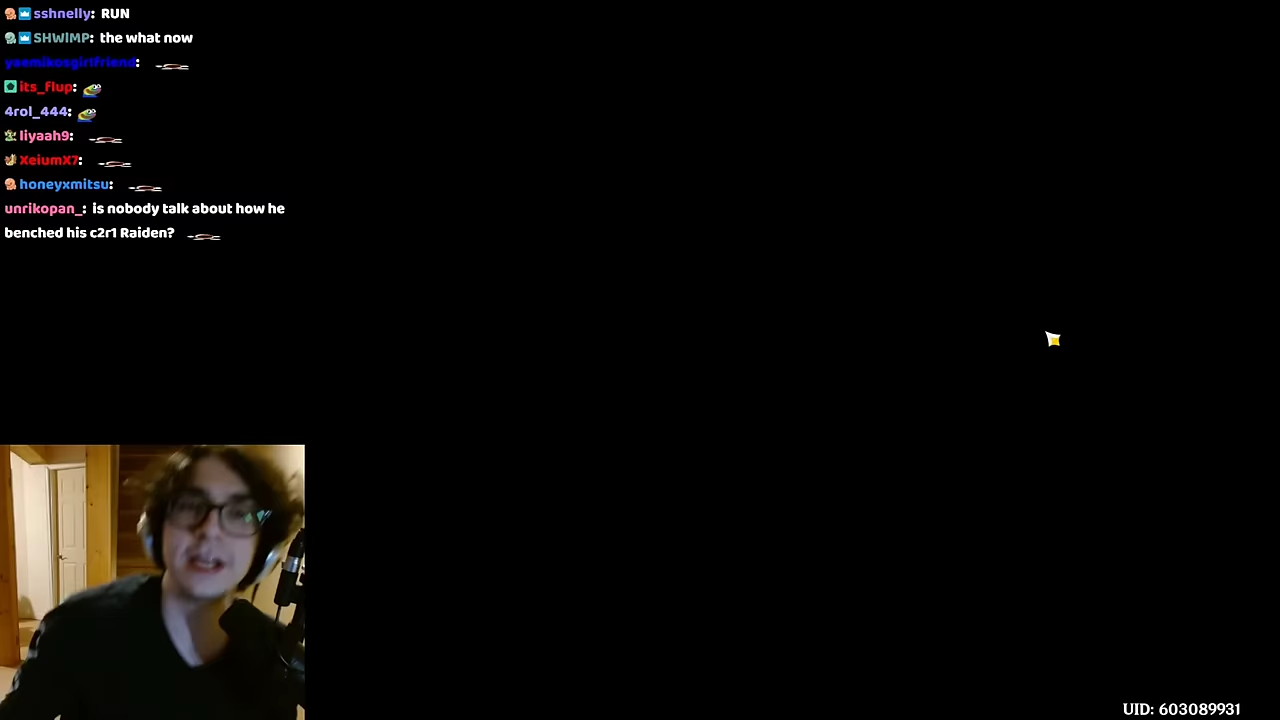 sshnelly: RUN
SHWIMP: the what now
yaemikosgirlfriend:
its_flup:
4rol_444:
liyaah9:
XeiumX7:
honeyxmitsu:
unrikopan_: is nobody talk about how he
benched his c2r1 Raiden?
UID: 603089931